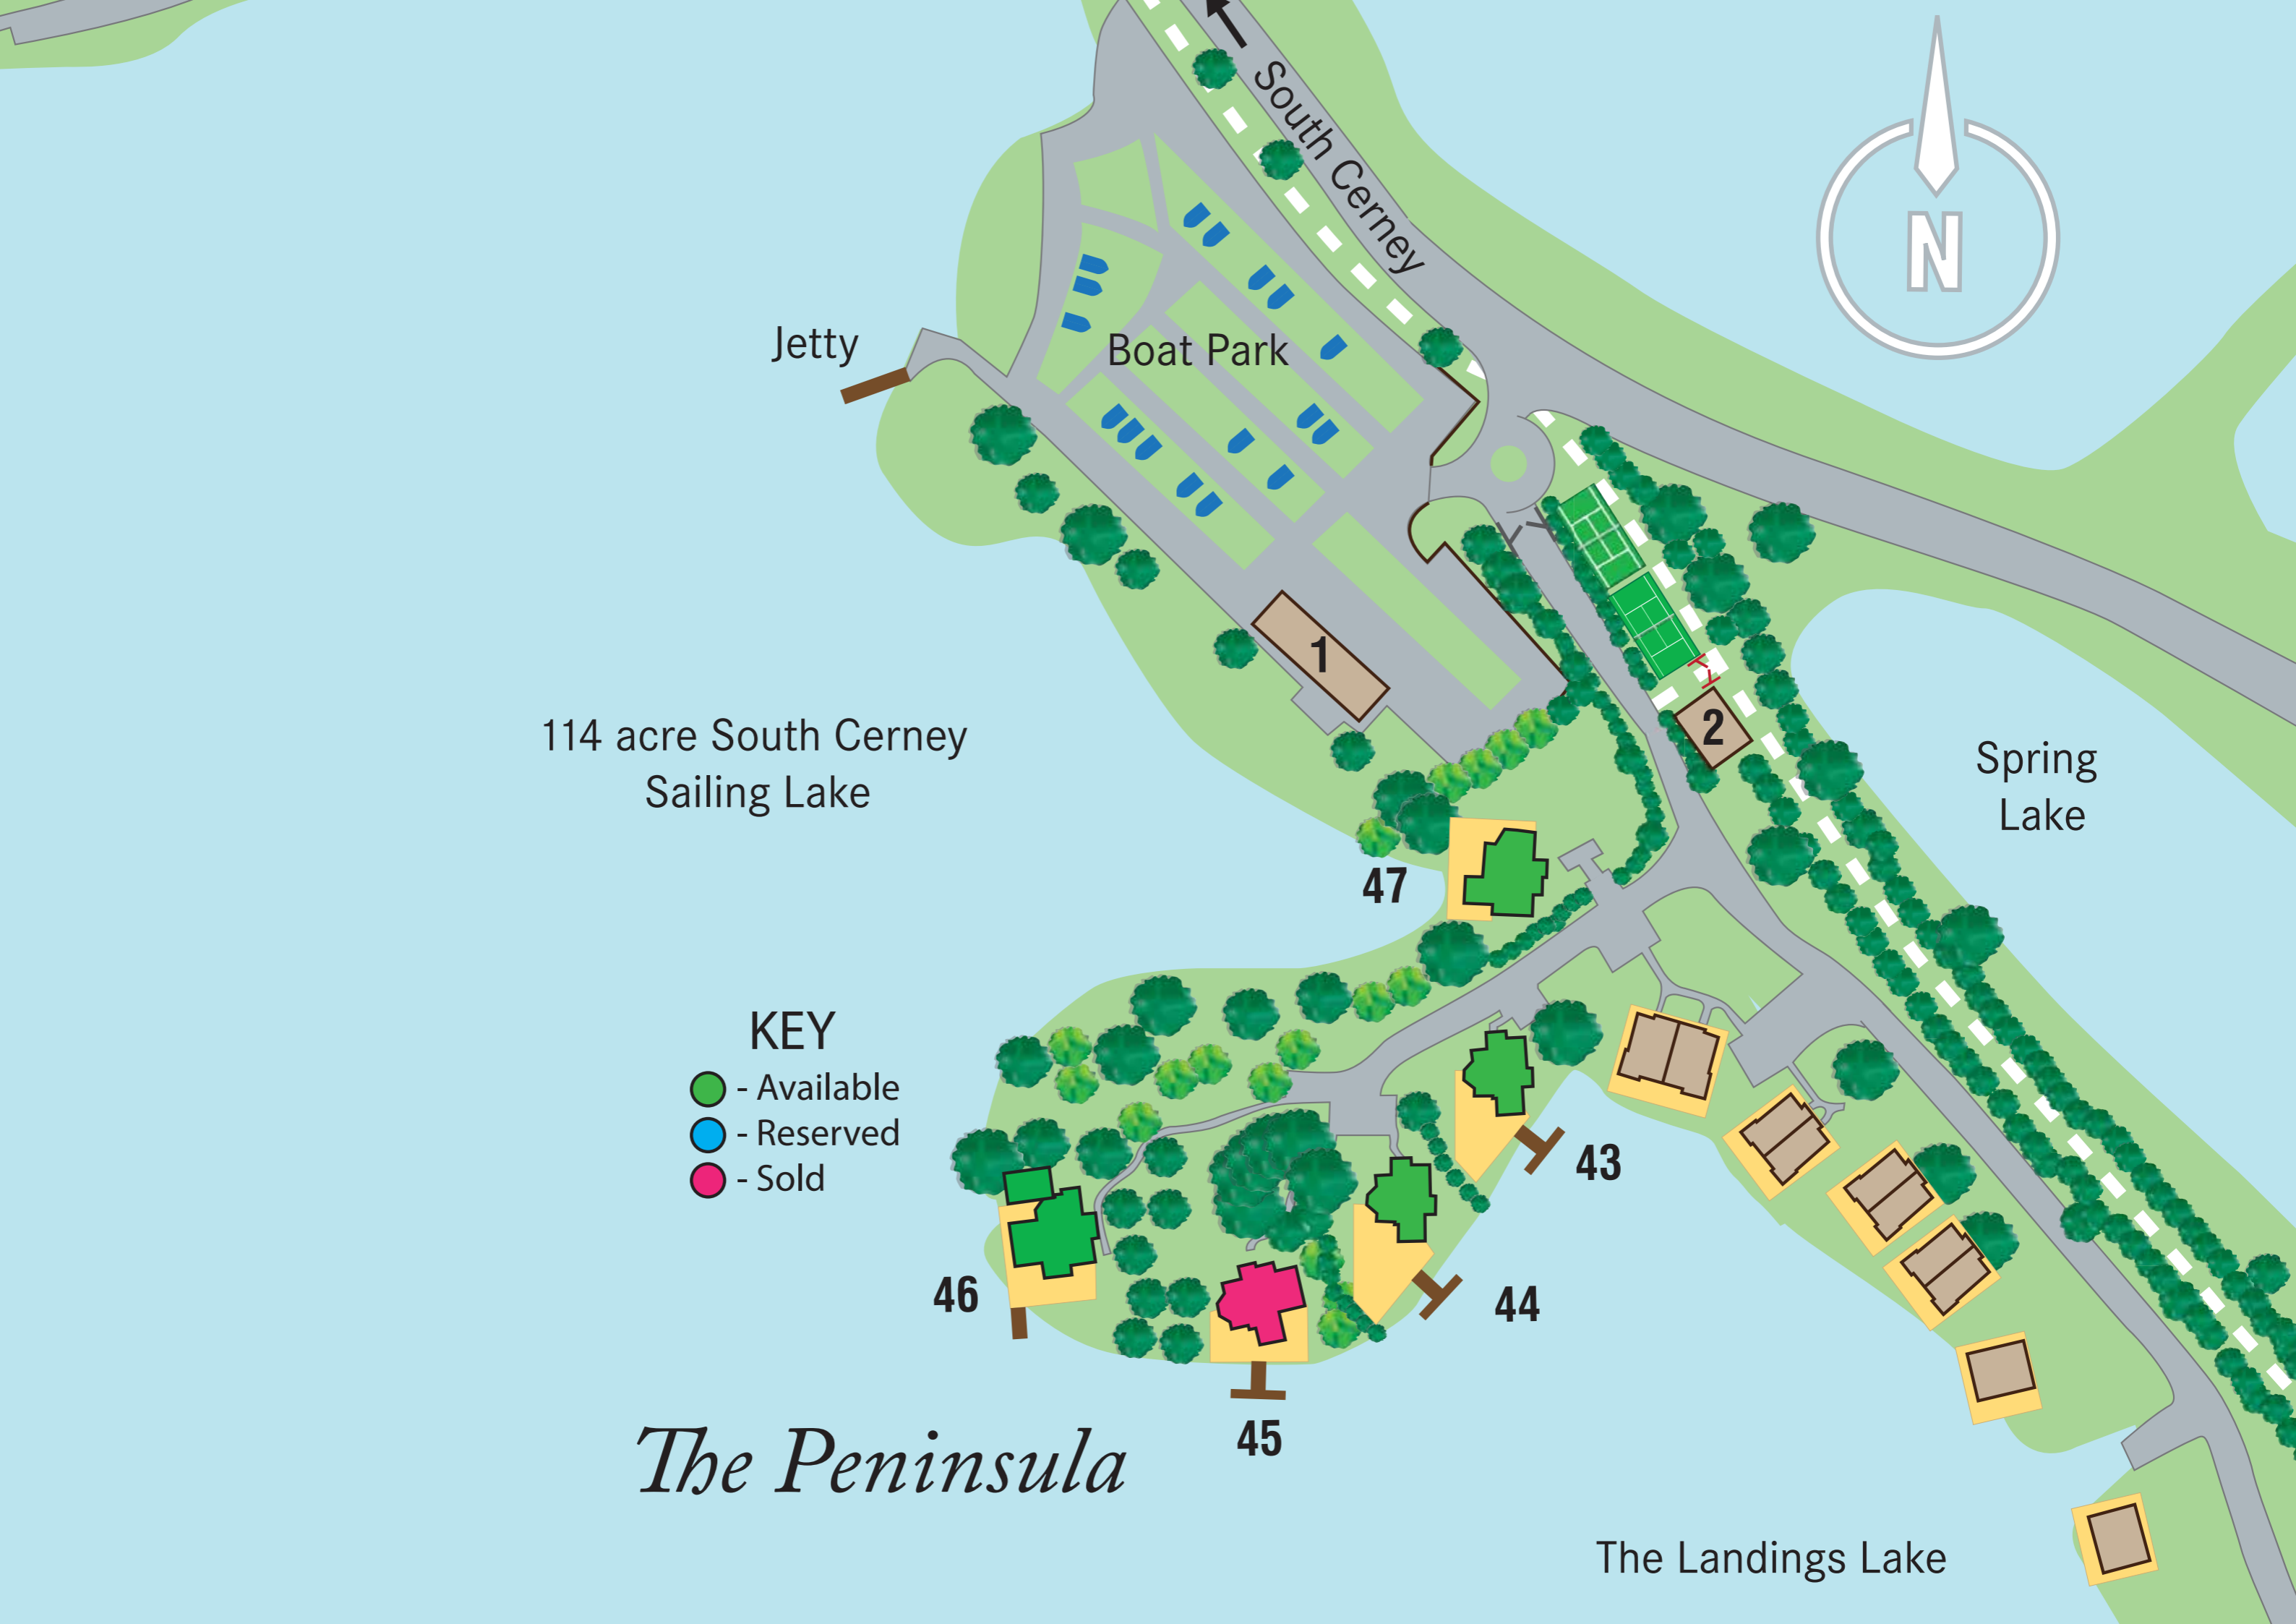 South Cerney
N
Jetty
Boat Park
1
2
114 acre South Cerney
Sailing Lake
Spring
Lake
47
KEY
- Available
- Reserved
- Sold
43
46
44
45
The Peninsula
The Landings Lake